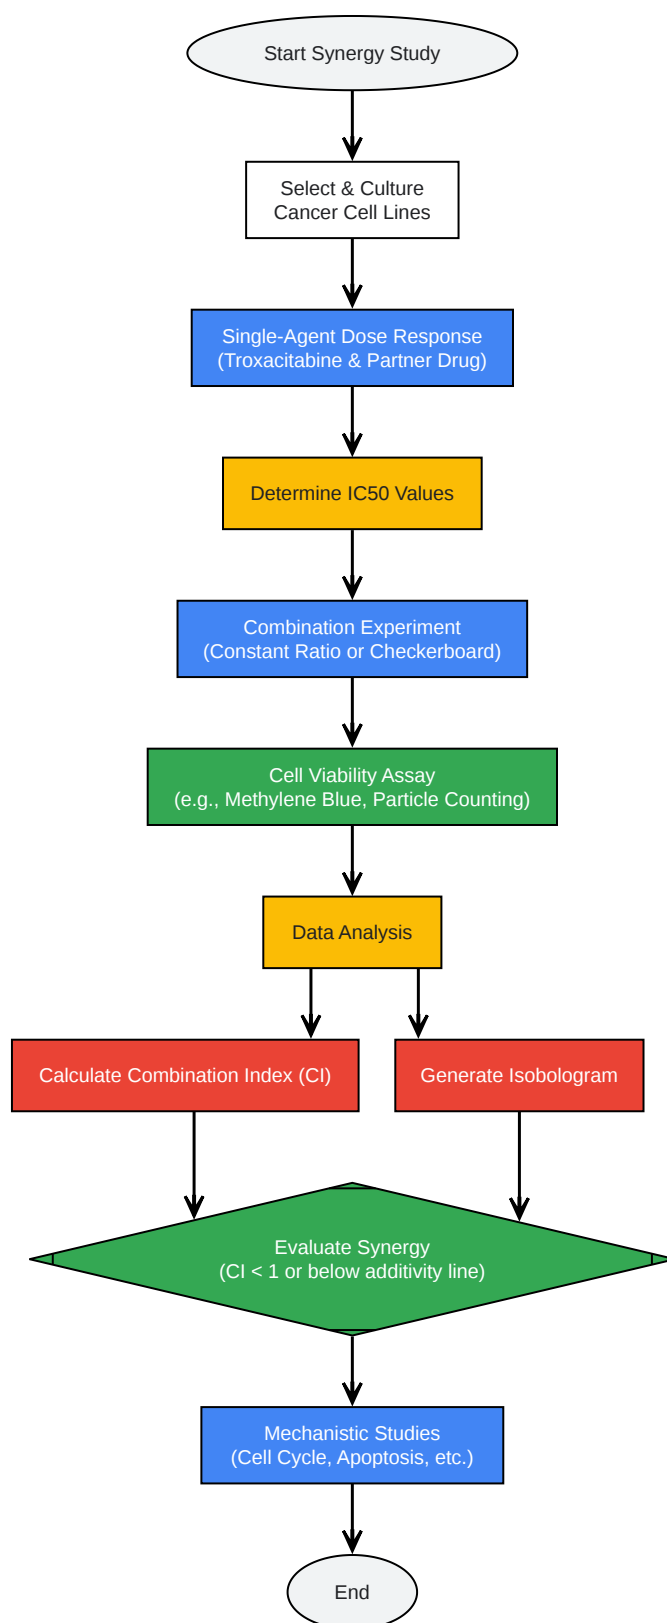 Start Synergy Study
Select & Culture
Cancer Cell Lines
Single-Agent Dose Response
(Troxacitabine & Partner Drug)
Determine IC50 Values
Combination Experiment
(Constant Ratio or Checkerboard)
Cell Viability Assay
(e.g., Methylene Blue, Particle Counting)
Data Analysis
Calculate Combination Index (CI)
Generate Isobologram
Evaluate Synergy
(CI < 1 or below additivity line)
Mechanistic Studies
(Cell Cycle, Apoptosis, etc.)
End